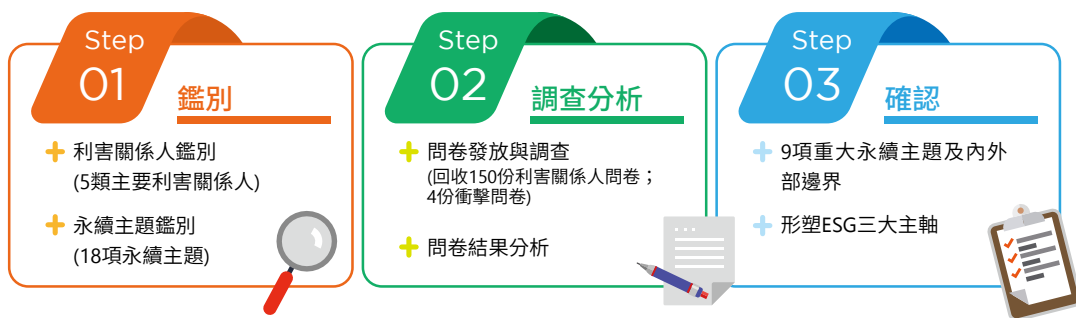 Step
01
鑑別
利害關係人鑑別
(5類主要利害關係人)
永續主題鑑別
(18項永續主題)
Step
02
調查分析
問卷發放與調查
(回收150份利害關係人問卷；
4份衝擊問卷)
問卷結果分析
Step
03
確認
9項重大永續主題及內外
部邊界
形塑ESG三大主軸